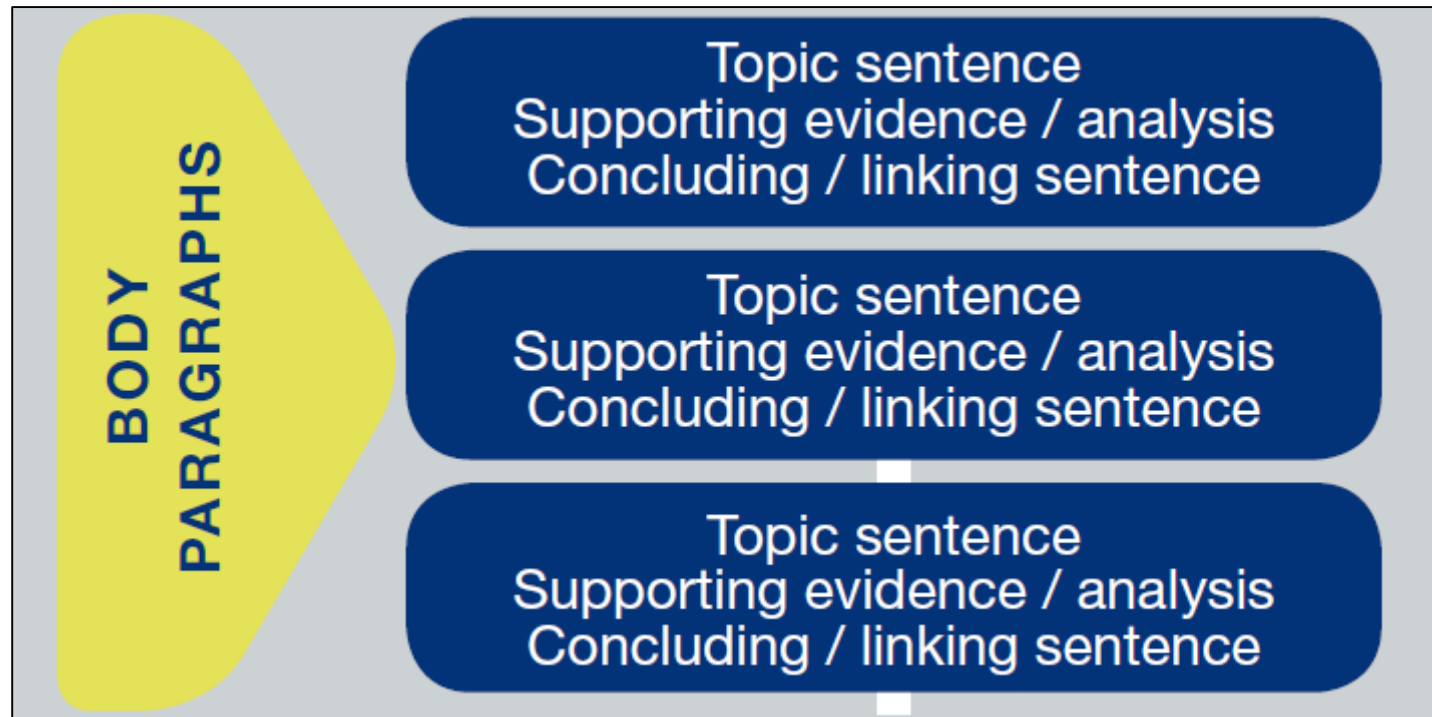 BODY
PARAGRAPHS
Topic sentence
Supporting evidence / analysis
Concluding / linking sentence
Topic sentence
Supporting evidence / analysis
Concluding / linking sentence
Topic sentence
Supporting evidence / analysis
Concluding / linking sentence